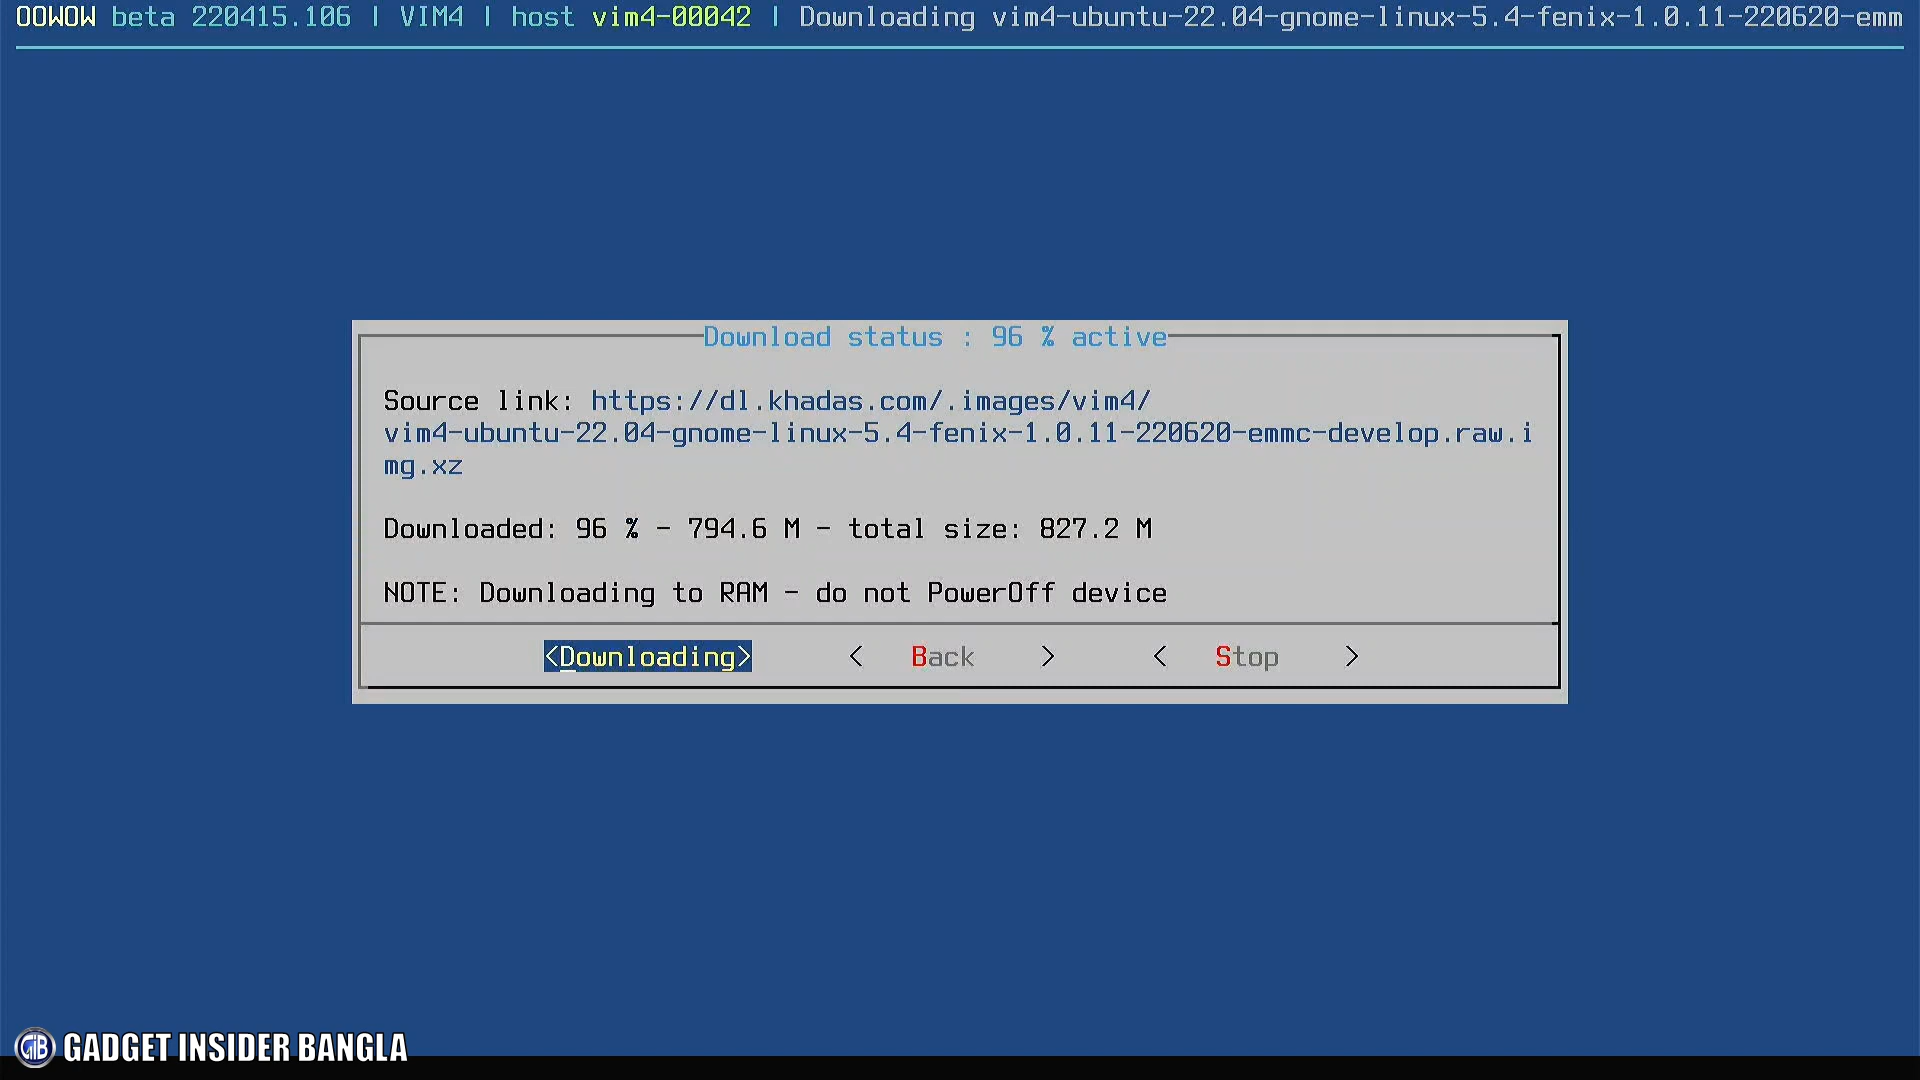 OOWOW beta 220415.106 | VIM4 | host vim4-00042 | Downloading vim4-ubuntu-22.04-gnome-linux-5.4-fenix-1.0.11-220620-emm
Download status : 96 % active
Source link: https://dl.khadas.com/.images/vim4/
vim4-ubuntu-22.04-gnome-linux-5.4-fenix-1.0.11-220620-emmc-develop.raw.i
mg.xz
Downloaded: 96 % - 794.6 M - total size: 827.2 M
NOTE: Downloading to RAM - do not PowerOff device
<Downloading> < Back > < Stop >
GIB GADGET INSIDER BANGLA